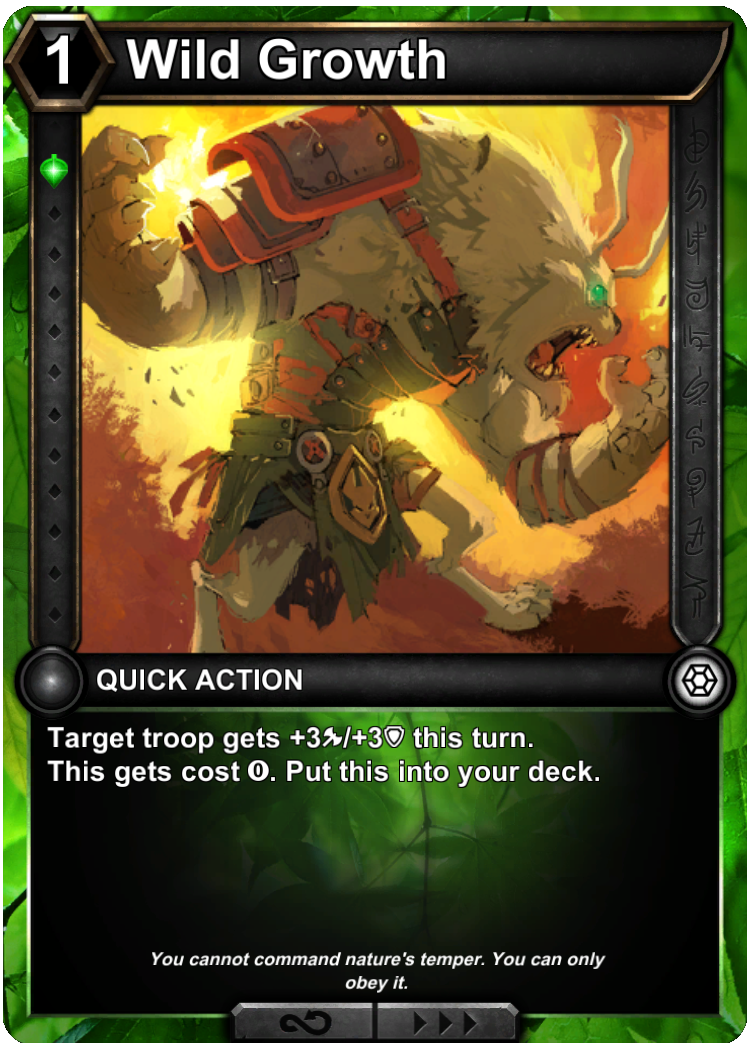 1 Wild Growth
QUICK ACTION
Target troop gets +3/+3 this turn.
This gets cost 0. Put this into your deck.
You cannot command nature's temper. You can only
obey it.